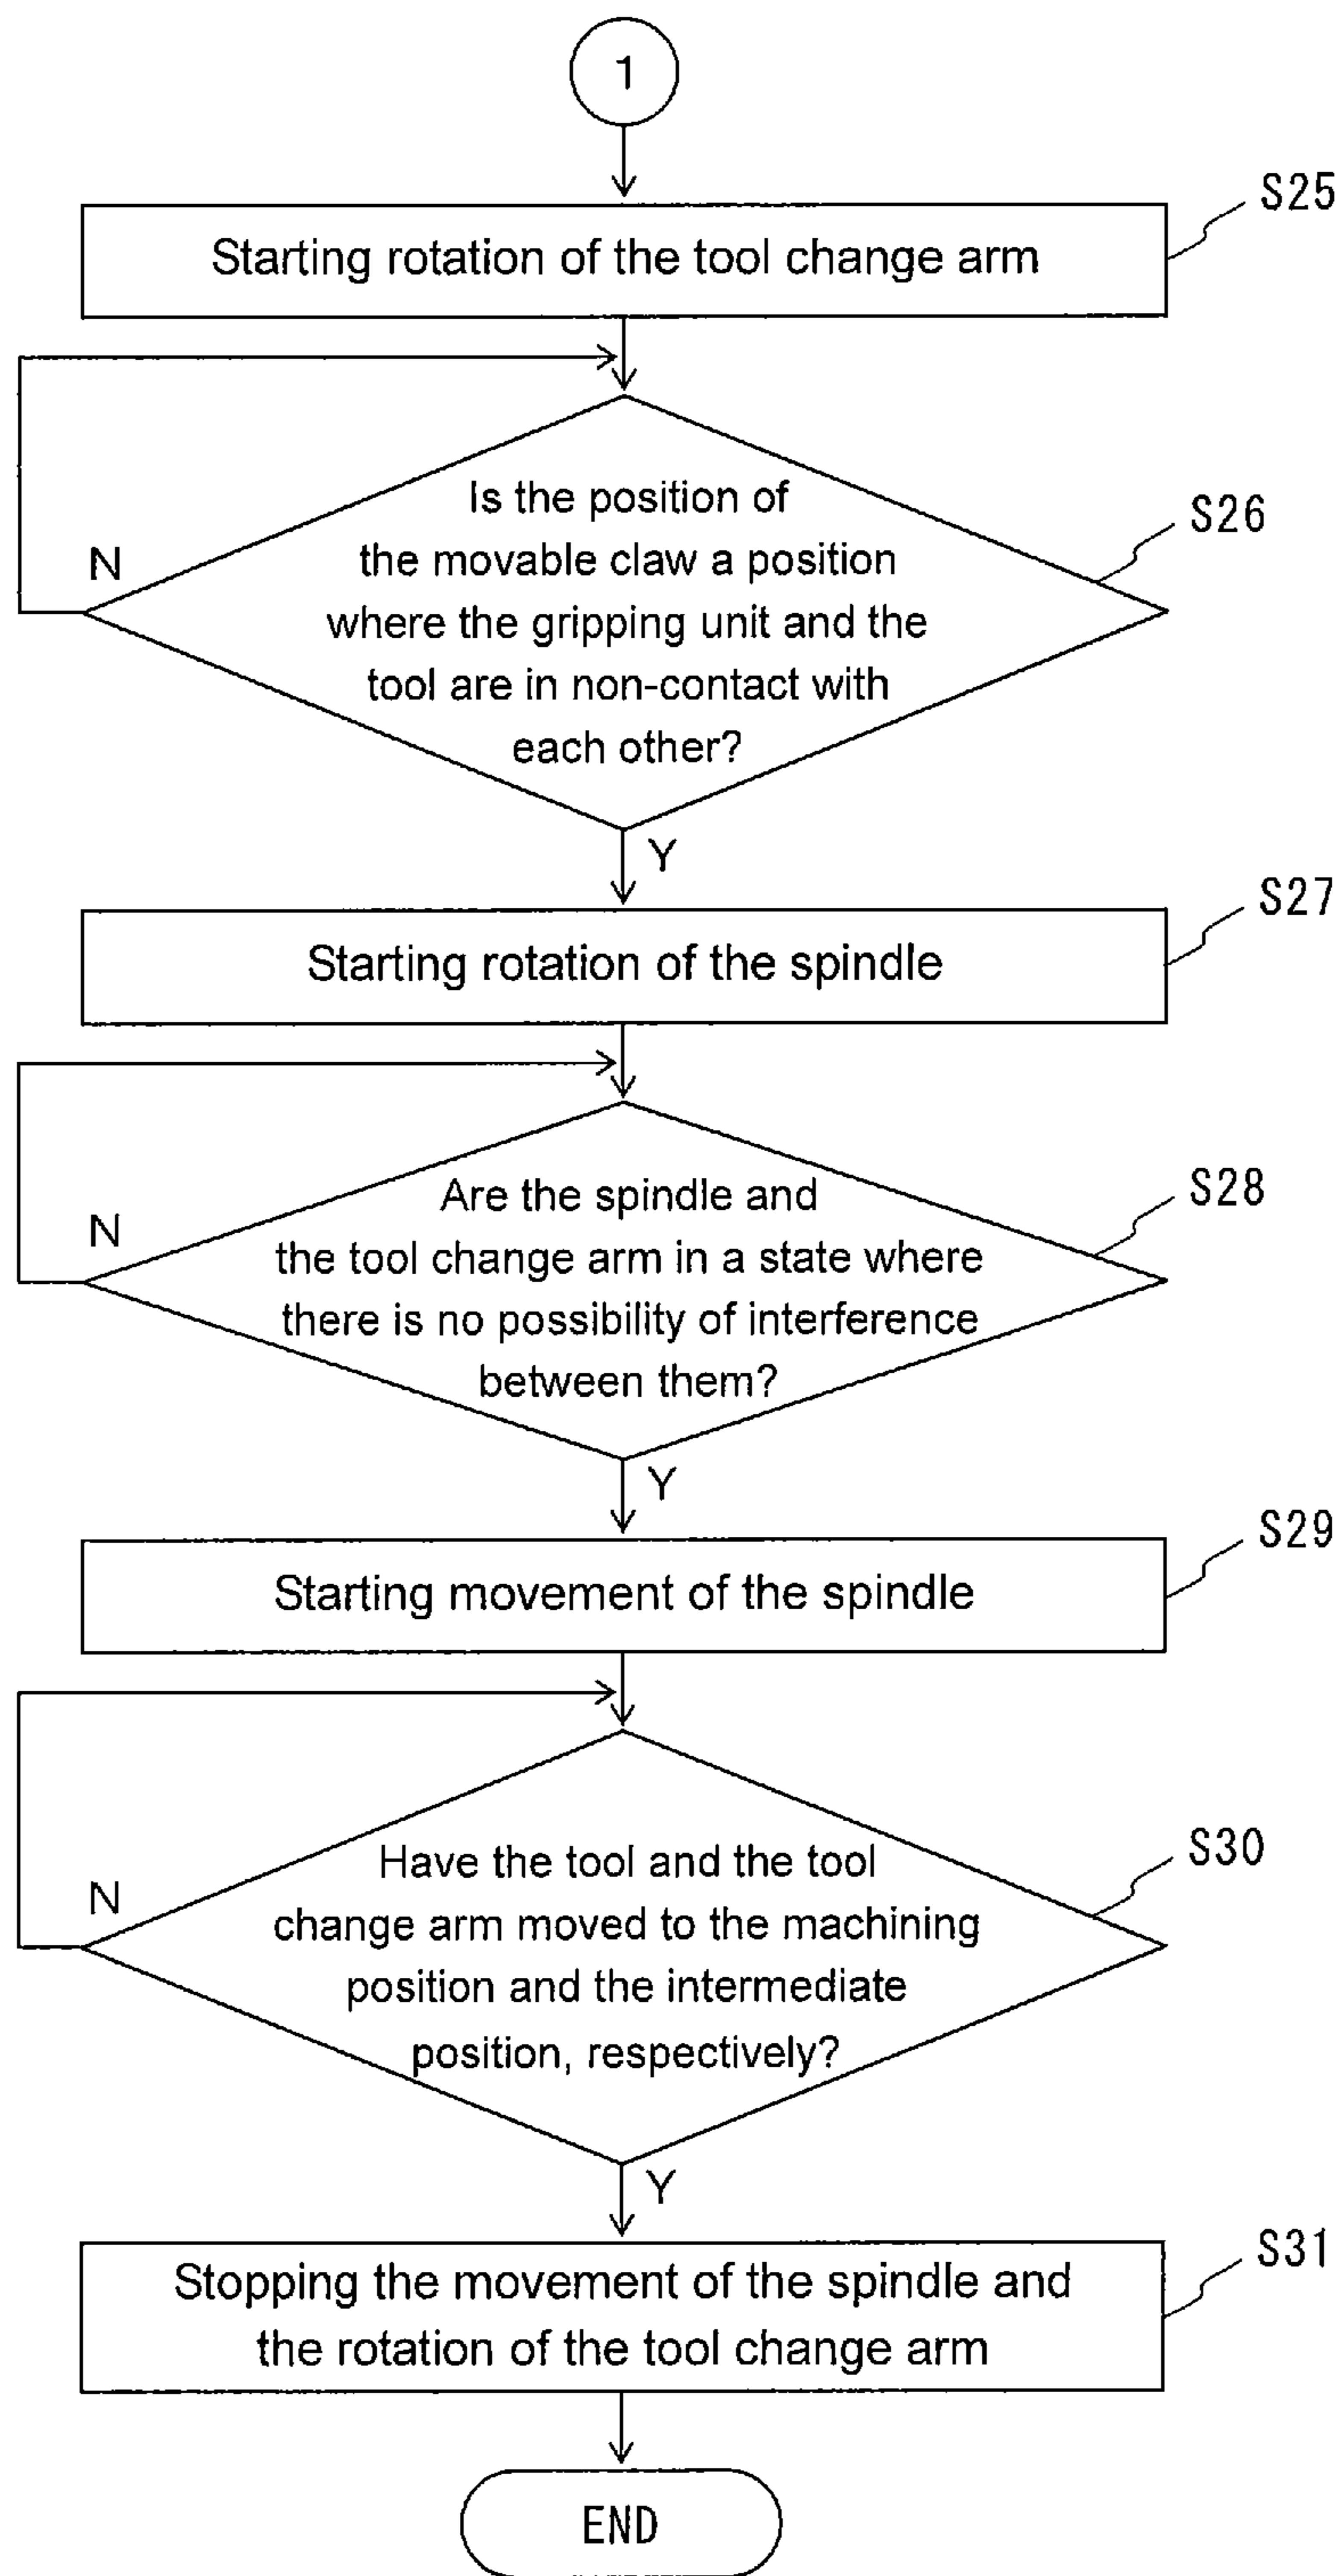 1
S25
Starting rotation of the tool change arm
S26
Is the position of
the movable claw a position
where the gripping unit and the
tool are in non-contact with
each other?
N
Y
S27
Starting rotation of the spindle
S28
Are the spindle and
the tool change arm in a state where
there is no possibility of interference
between them?
N
Y
S29
Starting movement of the spindle
S30
Have the tool and the tool
change arm moved to the machining
position and the intermediate
position, respectively?
N
Y
S31
Stopping the movement of the spindle and
the rotation of the tool change arm
END